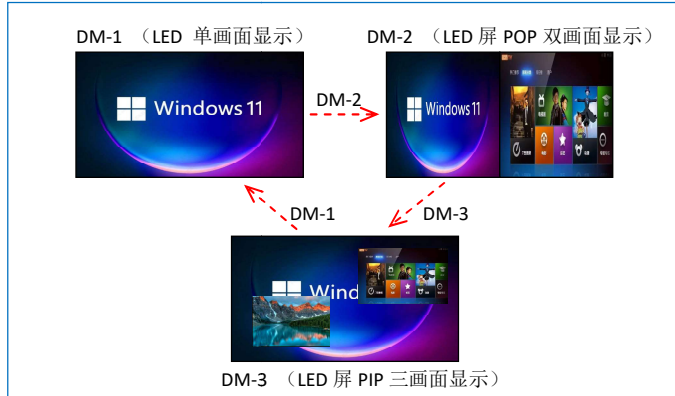 DM-1 （LED 单画面显示）
DM-2 （LED 屏 POP 双画面显示）
Windows 11
DM-2
Windows 11
DM-1
DM-3
Wind
DM-3 （LED 屏 PIP 三画面显示）